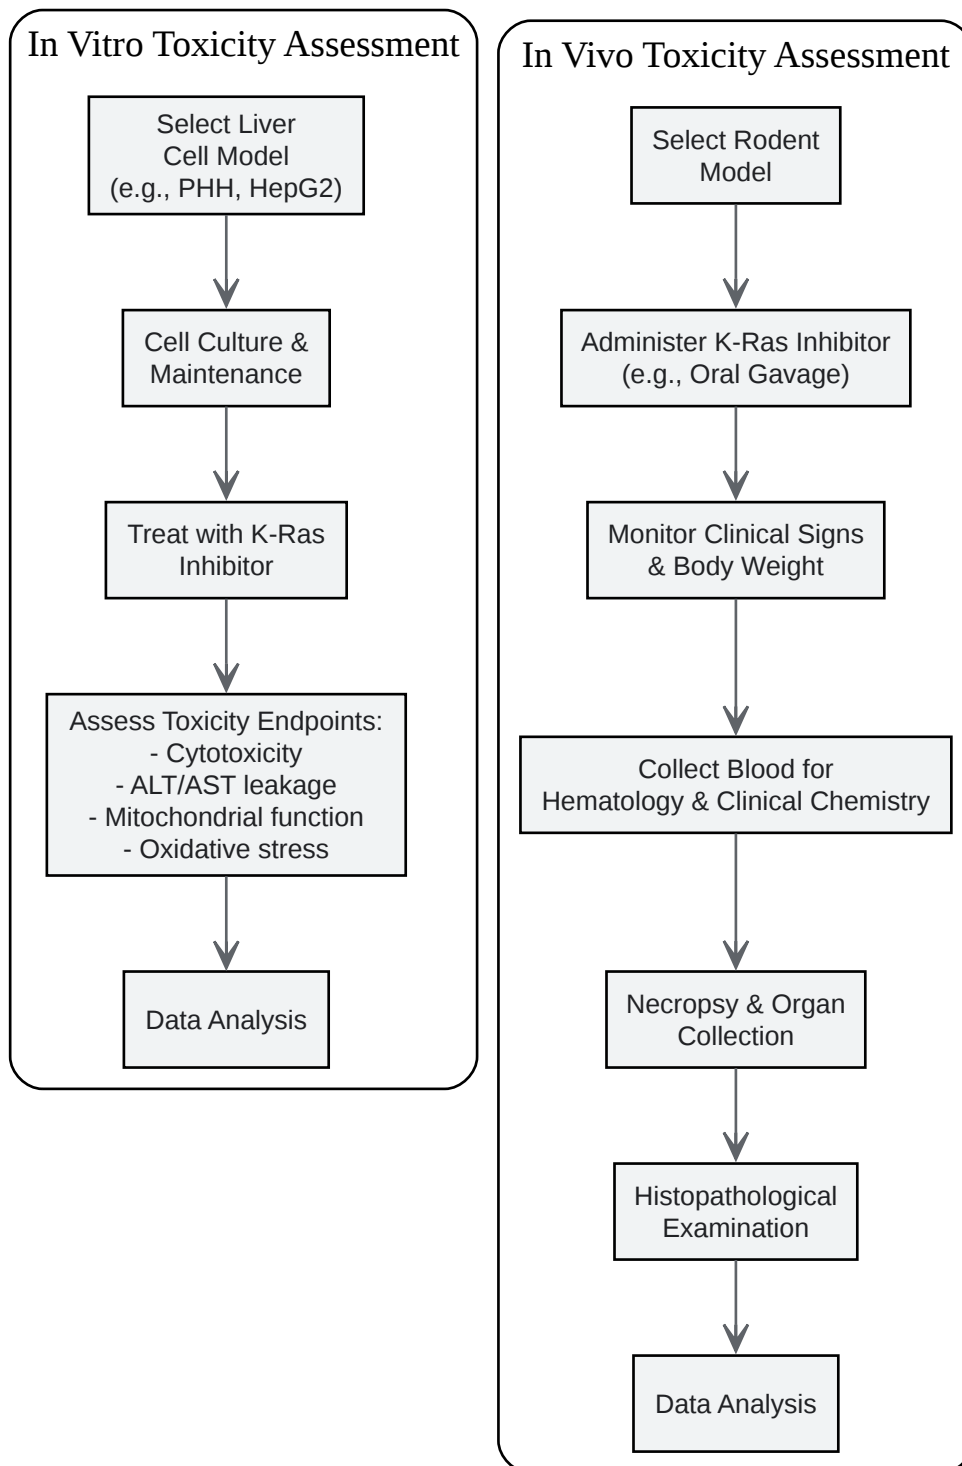 In Vitro Toxicity Assessment
Select Liver
Cell Model
(e.g., PHH, HepG2)
Cell Culture &
Maintenance
Treat with K-Ras
Inhibitor
Assess Toxicity Endpoints:
- Cytotoxicity
- ALT/AST leakage
- Mitochondrial function
- Oxidative stress
Data Analysis
In Vivo Toxicity Assessment
Select Rodent
Model
Administer K-Ras Inhibitor
(e.g., Oral Gavage)
Monitor Clinical Signs
& Body Weight
Collect Blood for
Hematology & Clinical Chemistry
Necropsy & Organ
Collection
Histopathological
Examination
Data Analysis